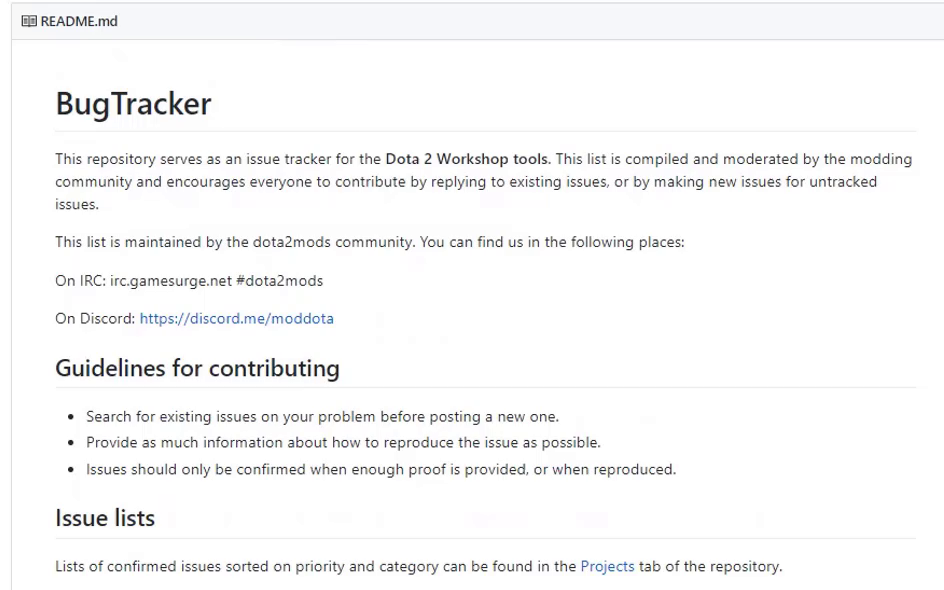 README.md
BugTracker
This repository serves as an issue tracker for the Dota 2 Workshop tools. This list is compiled and moderated by the modding
community and encourages everyone to contribute by replying to existing issues, or by making new issues for untracked
issues.
This list is maintained by the dota2mods community. You can find us in the following places:
On IRC: irc.gamesurge.net #dota2mods
On Discord: https://discord.me/moddota
Guidelines for contributing
• Search for existing issues on your problem before posting a new one.
• Provide as much information about how to reproduce the issue as possible.
• Issues should only be confirmed when enough proof is provided, or when reproduced.
Issue lists
Lists of confirmed issues sorted on priority and category can be found in the Projects tab of the repository.